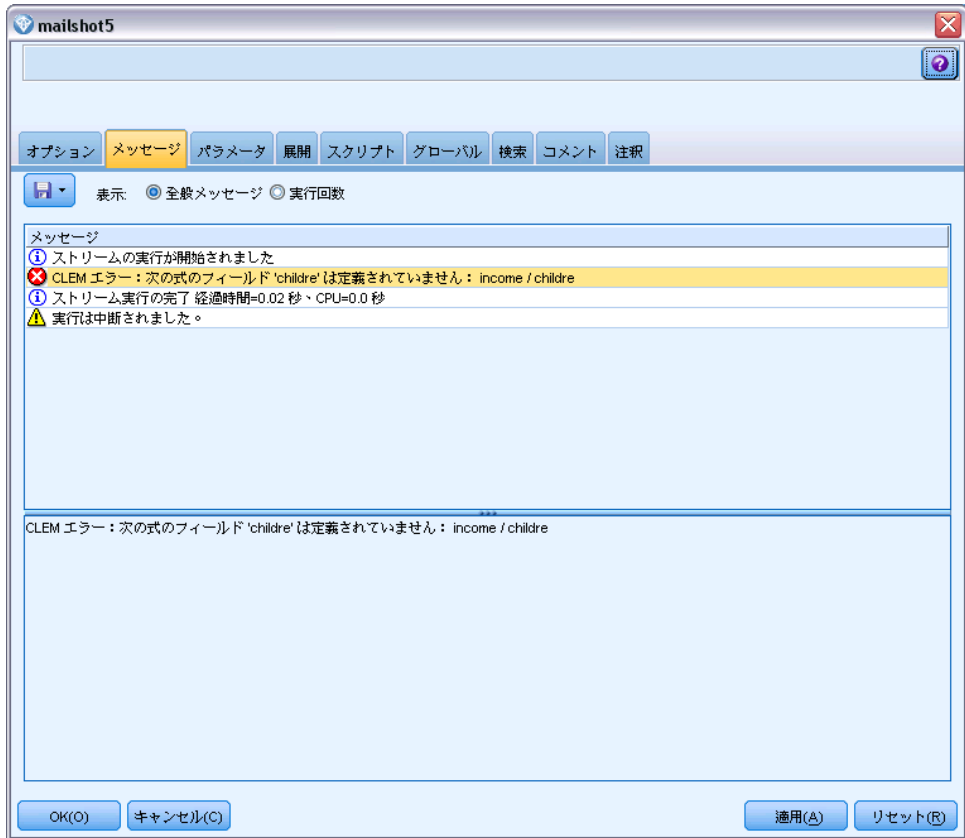 mailshot5
オプション メッセージ パラメータ 展開 スクリプト グローバル 検索 コメント 注釈
表示: 全般メッセージ 実行回数
メッセージ
ストリームの実行が開始されました
CLEM エラー：次の式のフィールド 'childre' は定義されていません： income / childre
ストリーム実行の完了 経過時間=0.02 秒、CPU=0.0 秒
実行は中断されました。
CLEM エラー：次の式のフィールド 'childre' は定義されていません： income / childre
OK(O) キャンセル(C) 適用(A) リセット(R)